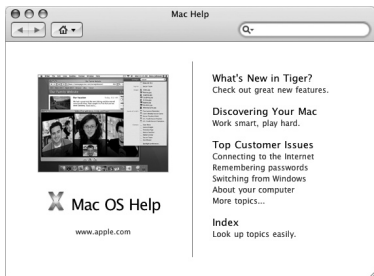 Mac Help
What's New in Tiger?
Check out great new features.
Discovering Your Mac
Work smart, play hard.
Top Customer Issues
Connecting to the Internet
Remembering passwords
Switching from Windows
About your computer
More topics...
Index
Look up topics easily.
Mac OS Help
www.apple.com